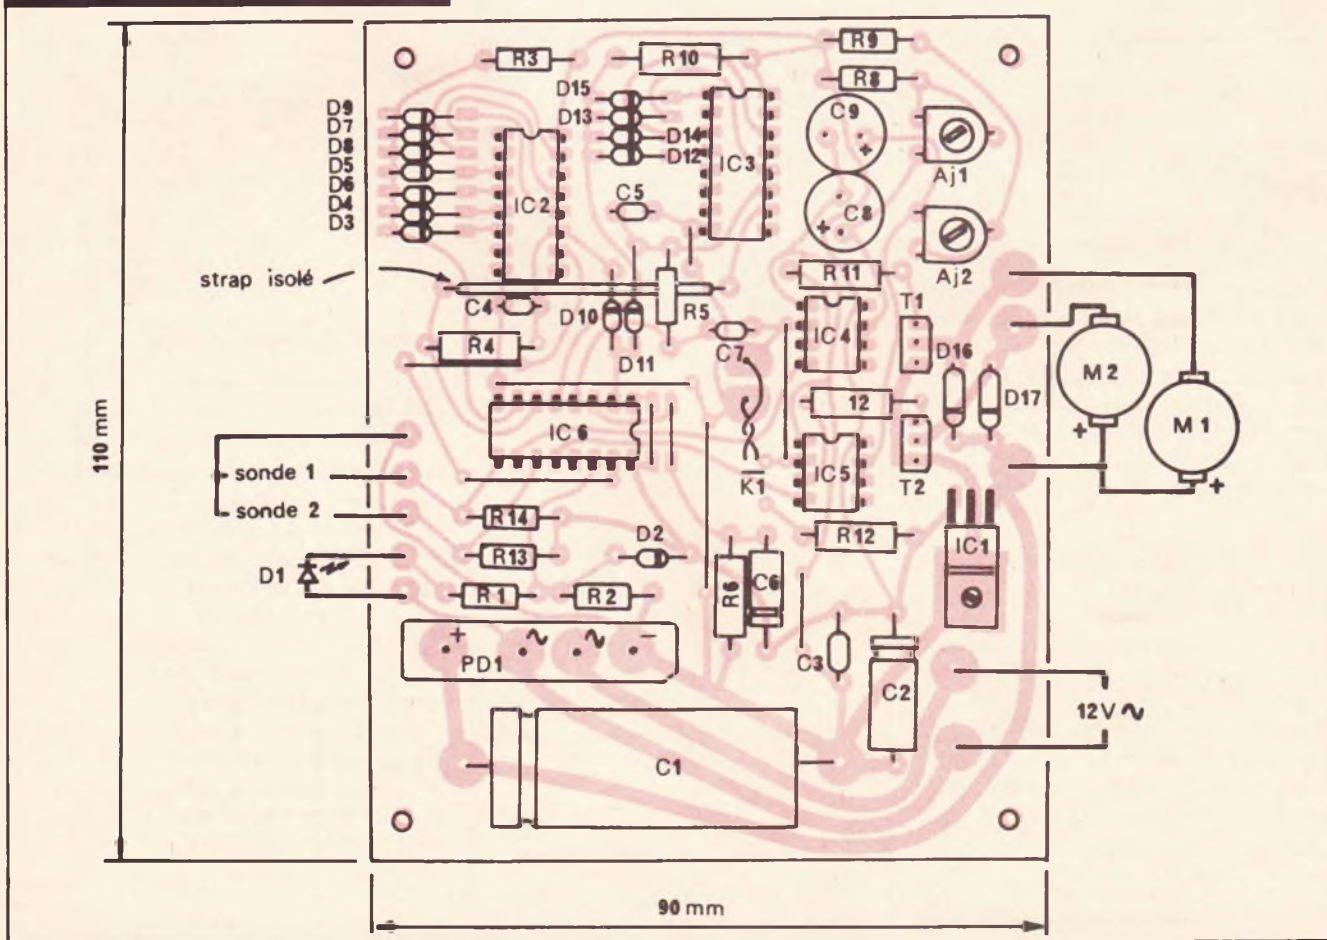 R9
R3
R10
R8
D15
D9
D7
D8
D5
D6
D4
D3
D13
D14
D12
C9
+
IC3
Aj1
IC2
C5
C8
+
Aj2
strap isolé
R11
C4
D10
R5
T1
IC4
R4
D11
C7
D16
M2
D17
12
M1
+
+
110 mm
IC6
sonde 1
K1
IC5
T2
sonde 2
R14
D2
R12
IC1
D1
R13
R1
R2
R6
C6
+
~
~
−
PD1
C3
C2
12V ~
C1
90 mm